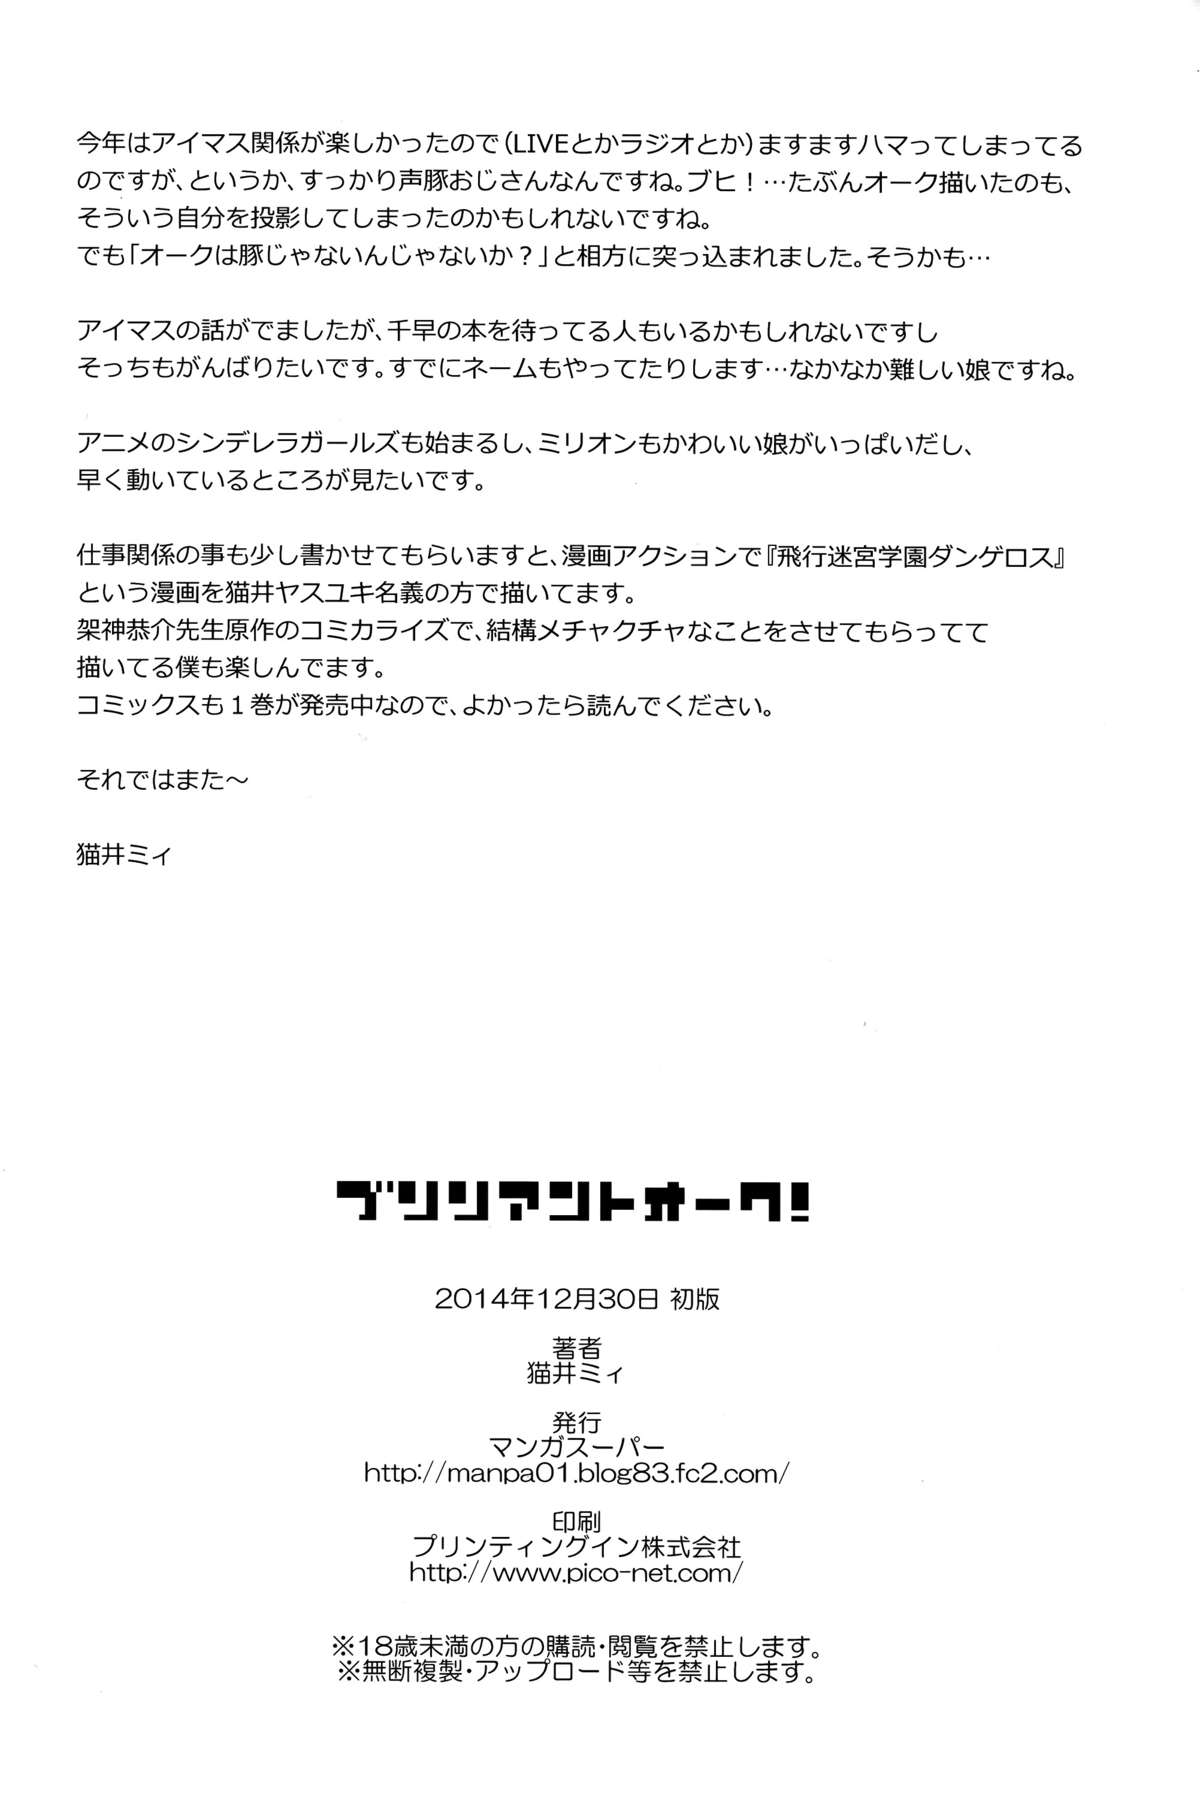 今年はアイマス関係が楽しかったので(LIVEとかラジオとか)ますますハマってしまってる
のですが、というか、すっかり声豚おじさんなんですね。ブヒ！…たぶんオーク描いたのも、
そういう自分を投影してしまったのかもしれないですね。
でも「オークは豚じゃないんじゃないか？」と相方に突っ込まれました。そうかも…
アイマスの話がでましたが、千早の本を待ってる人もいるかもしれないですし
そっちもがんばりたいです。すでにネームもやってたりします…なかなか難しい娘ですね。
アニメのシンデレラガールズも始まるし、ミリオンもかわいい娘がいっぱいだし、
早く動いているところが見たいです。
仕事関係の事も少し書かせてもらいますと、漫画アクションで『飛行迷宮学園ダンゲロス』
という漫画を猫井ヤスユキ名義の方で描いてます。
架神恭介先生原作のコミカライズで、結構メチャクチャなことをさせてもらってて
描いてる僕も楽しんでます。
コミックスも１巻が発売中なので、よかったら読んでください。
それではまた～
猫井ミィ
ブリリアントオーク!
2014年12月30日 初版
著者
猫井ミィ
発行
マンガスーパー
http://manpa01.blog83.fc2.com/
印刷
プリンティングイン株式会社
http://www.pico-net.com/
※18歳未満の方の購読・閲覧を禁止します。
※無断複製・アップロード等を禁止します。